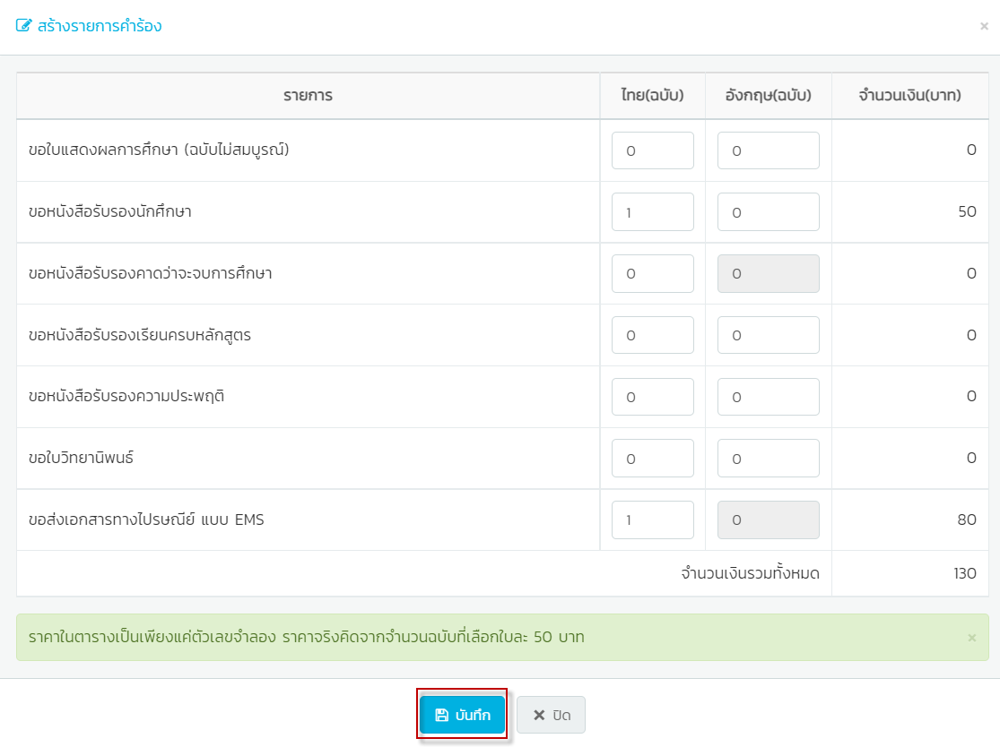 สร้างรายการคำร้อง ×
รายการ ไทย(ฉบับ) อังกฤษ(ฉบับ) จำนวนเงิน(บาท)
ขอใบแสดงผลการศึกษา (ฉบับไม่สมบูรณ์) 0 0 0
ขอหนังสือรับรองนักศึกษา 1 0 50
ขอหนังสือรับรองคาดว่าจะจบการศึกษา 0 0 0
ขอหนังสือรับรองเรียนครบหลักสูตร 0 0 0
ขอหนังสือรับรองความประพฤติ 0 0 0
ขอใบวิทยานิพนธ์ 0 0 0
ขอส่งเอกสารทางไปรษณีย์ แบบ EMS 1 0 80
จำนวนเงินรวมทั้งหมด 130
ราคาในตารางเป็นเพียงแค่ตัวเลขจำลอง ราคาจริงคิดจากจำนวนฉบับที่เลือกใบละ 50 บาท ×
บันทึก ปิด